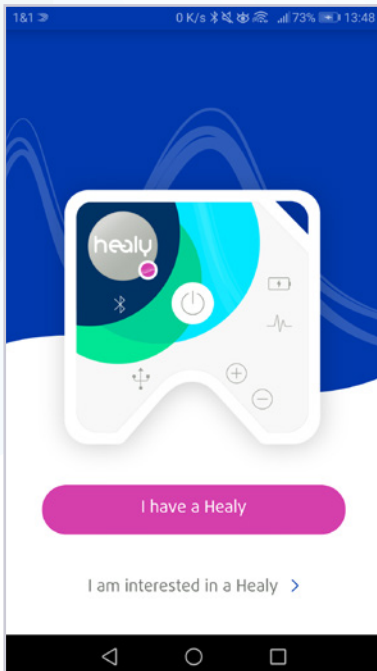 1&1 0 K/s 73% 13:48
healy
I have a Healy
I am interested in a Healy >